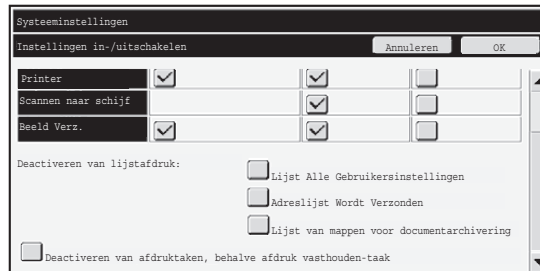 Systeeminstellingen
Instellingen in-/uitschakelen Annuleren OK
Printer
Scannen naar schijf
Beeld Verz.
Deactiveren van lijstafdruk:
Lijst Alle Gebruikersinstellingen
Adreslijst Wordt Verzonden
Lijst van mappen voor documentarchivering
Deactiveren van afdruktaken, behalve afdruk vasthouden-taak